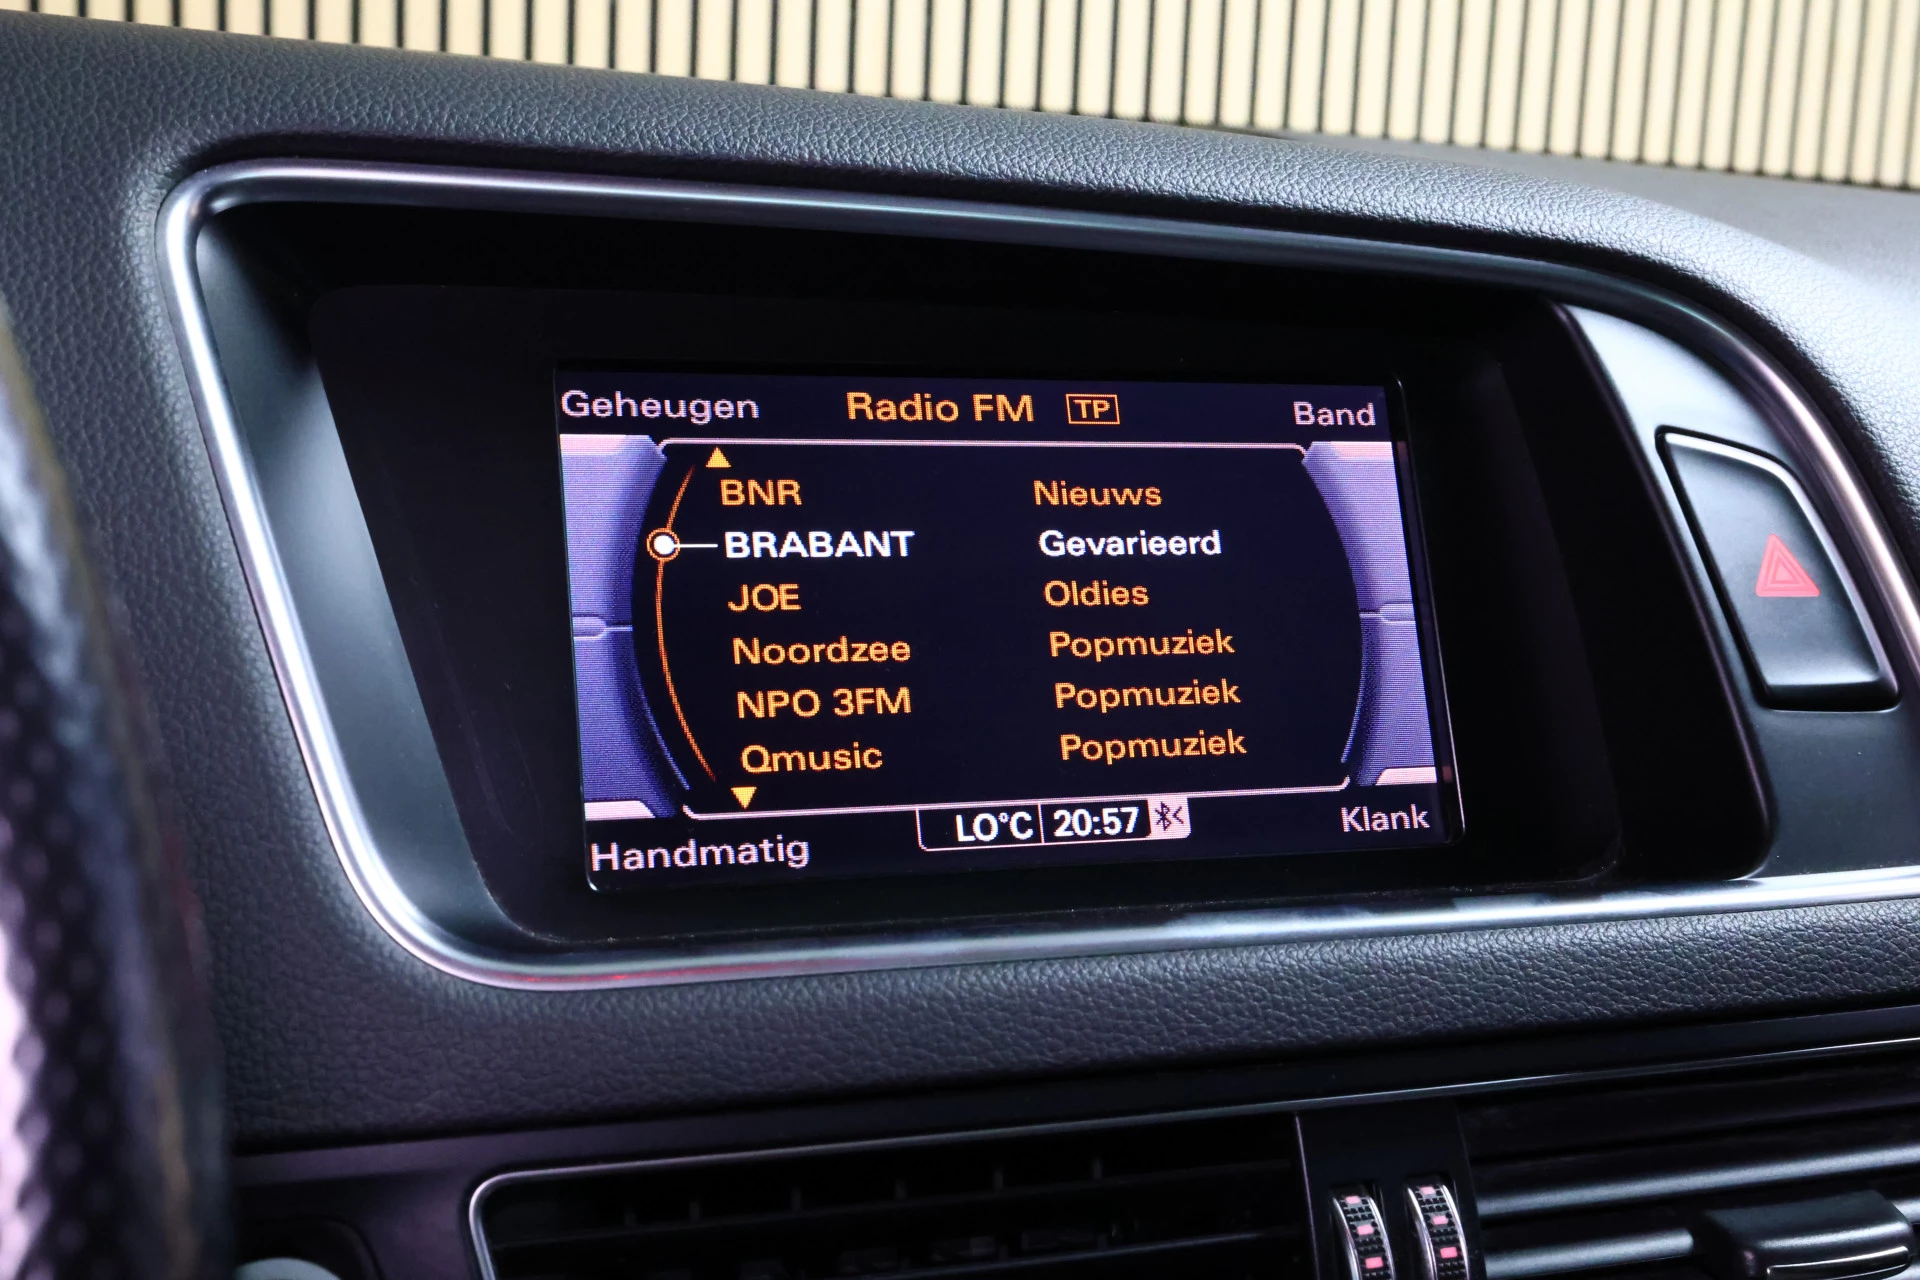 Geheugen Radio FM TP Band
BNR Nieuws
BRABANT Gevarieerd
JOE Oldies
Noordzee Popmuziek
NPO 3FM Popmuziek
Qmusic Popmuziek
Handmatig LO°C 20:57 Klank